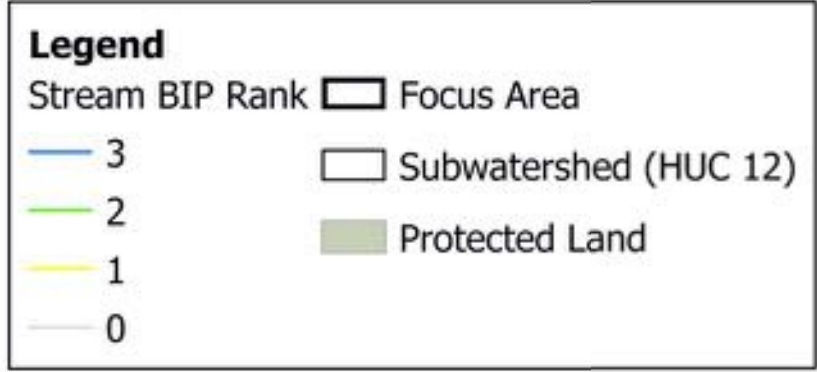 Legend
Stream BIP Rank
3
2
1
0
Focus Area
Subwatershed (HUC 12)
Protected Land